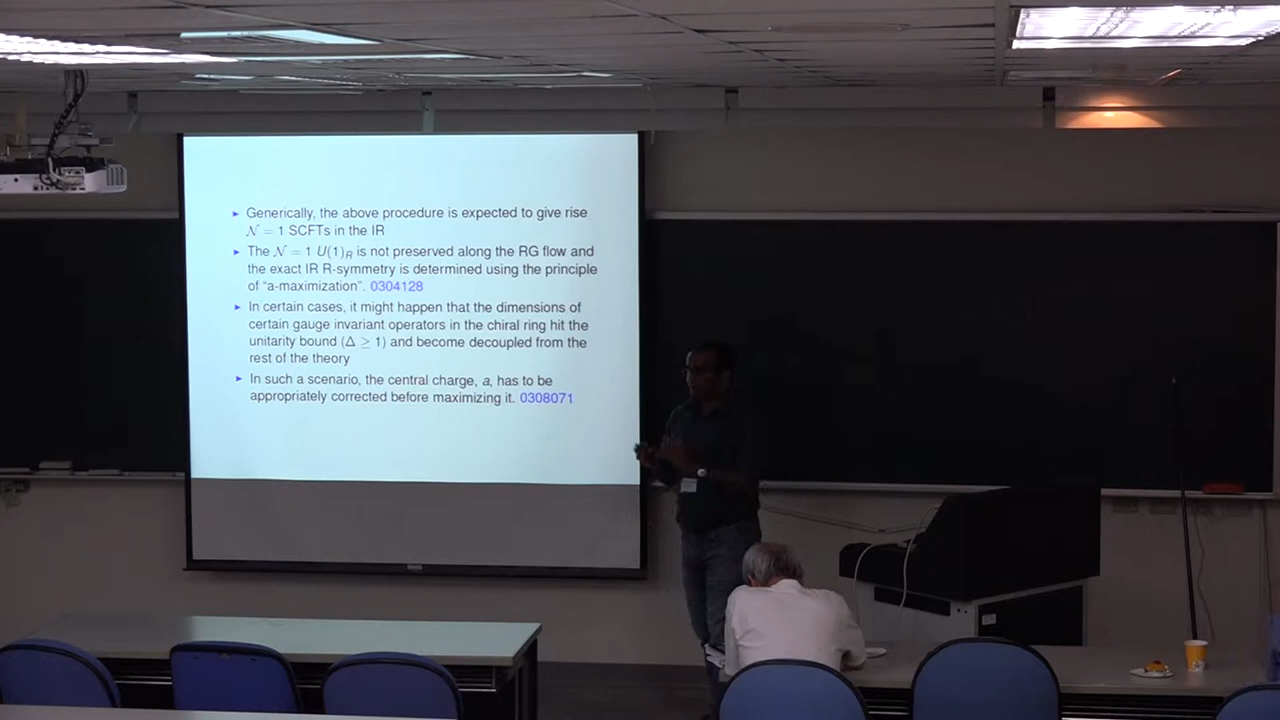 ► Generically, the above procedure is expected to give rise
𝒩 = 1 SCFTs in the IR
► The 𝒩 = 1 U(1)_R is not preserved along the RG flow and
the exact IR R-symmetry is determined using the principle
of “a-maximization”. 0304128
► In certain cases, it might happen that the dimensions of
certain gauge invariant operators in the chiral ring hit the
unitarity bound (Δ ≥ 1) and become decoupled from the
rest of the theory
► In such a scenario, the central charge, a, has to be
appropriately corrected before maximizing it. 0308071